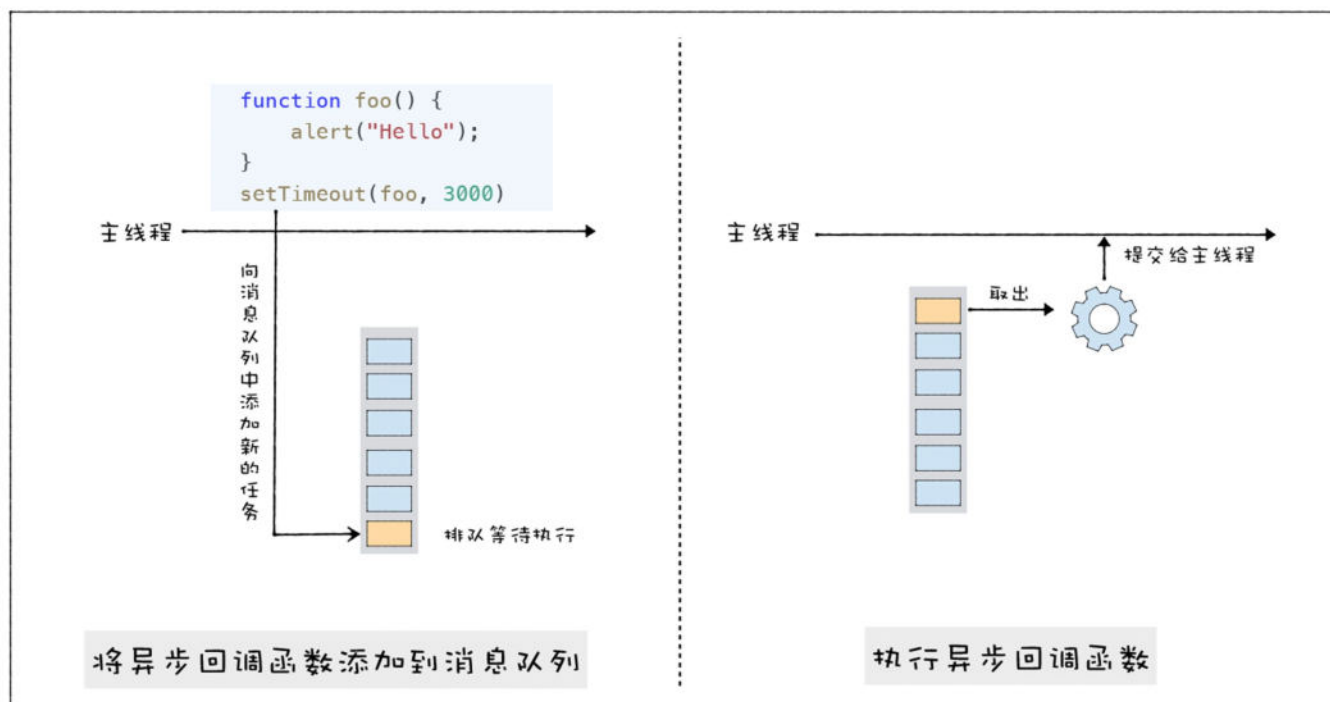 function foo() {
    alert("Hello");
}
setTimeout(foo, 3000)
主线程
向消息队列中添加新的任务
排队等待执行
将异步回调函数添加到消息队列
主线程
提交给主线程
取出
执行异步回调函数